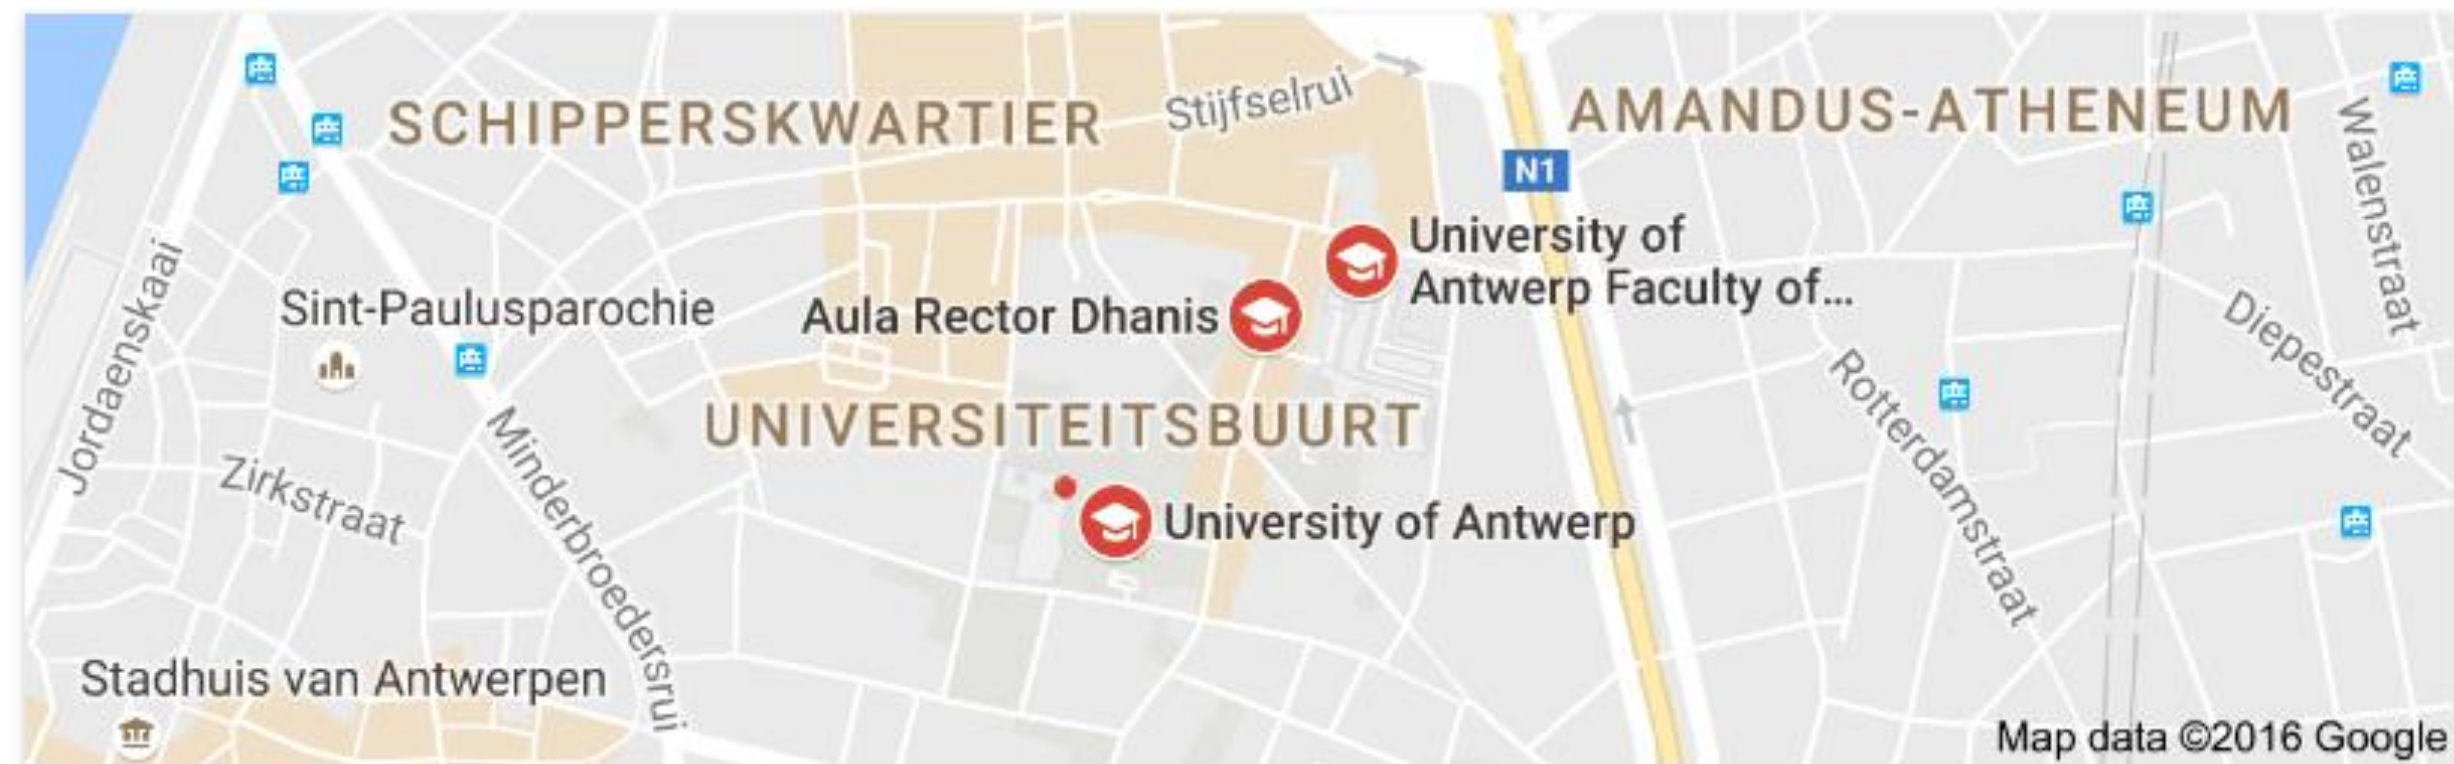 SCHIPPERSKWARTIER
Stijfselrui
AMANDUS-ATHENEUM
Walenstraat
N1
University of
Antwerp Faculty of...
Aula Rector Dhanis
Sint-Paulusparochie
Jordaenskaai
Diepestraat
Rotterdamstraat
UNIVERSITEITSBUURT
Minderbroedersrui
Zirkstraat
University of Antwerp
Stadhuis van Antwerpen
Map data ©2016 Google